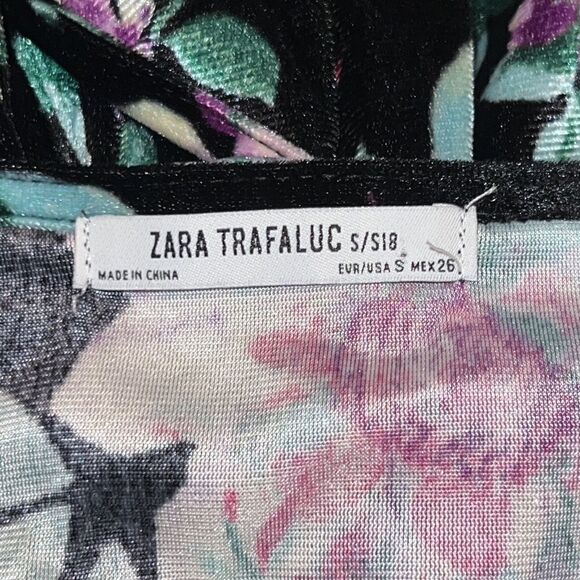 ZARA TRAFALUC S/S18
MADE IN CHINA EUR/USA S MEX 26